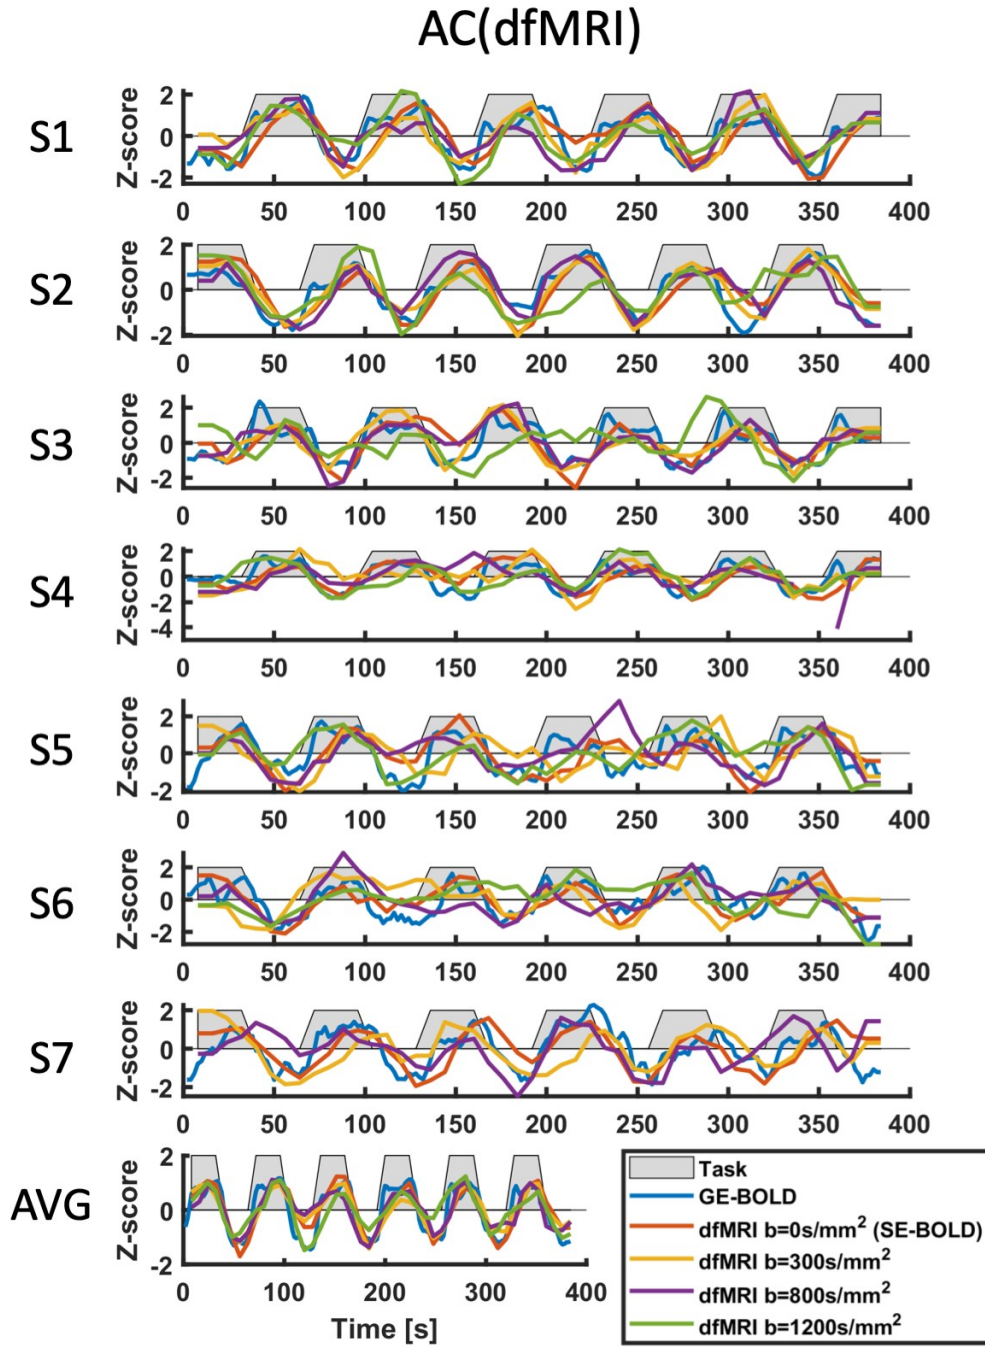 AC(dfMRI)
S1
Z-score
2
0
-2
0 50 100 150 200 250 300 350 400
S2
Z-score
2
0
-2
0 50 100 150 200 250 300 350 400
S3
Z-score
2
0
-2
0 50 100 150 200 250 300 350 400
S4
Z-score
2
0
-2
-4
0 50 100 150 200 250 300 350 400
S5
Z-score
2
0
-2
0 50 100 150 200 250 300 350 400
S6
Z-score
2
0
-2
0 50 100 150 200 250 300 350 400
S7
Z-score
2
0
-2
0 50 100 150 200 250 300 350 400
AVG
Z-score
2
0
-2
0 100 200 300 400
Time [s]
Task
GE-BOLD
dfMRI b=0s/mm² (SE-BOLD)
dfMRI b=300s/mm²
dfMRI b=800s/mm²
dfMRI b=1200s/mm²